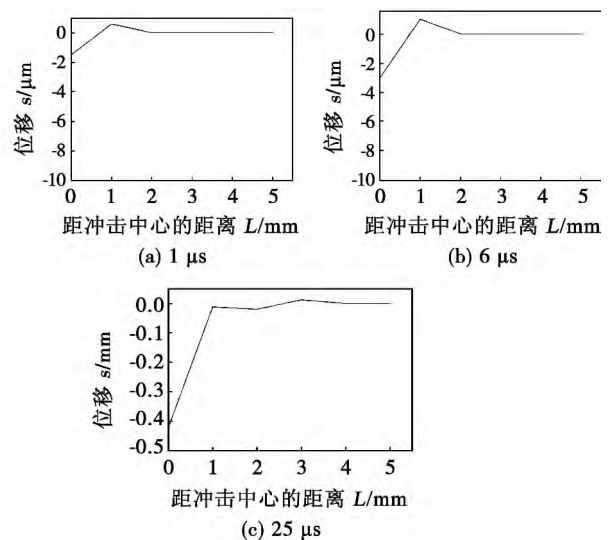 0
-2
-4
-6
-8
-10
位移 s/μm
0 1 2 3 4 5
距冲击中心的距离 L/mm
(a) 1 μs
0
-2
-4
-6
-8
-10
位移 s/μm
0 1 2 3 4 5
距冲击中心的距离 L/mm
(b) 6 μs
0.0
-0.1
-0.2
-0.3
-0.4
-0.5
位移 s/mm
0 1 2 3 4 5
距冲击中心的距离 L/mm
(c) 25 μs